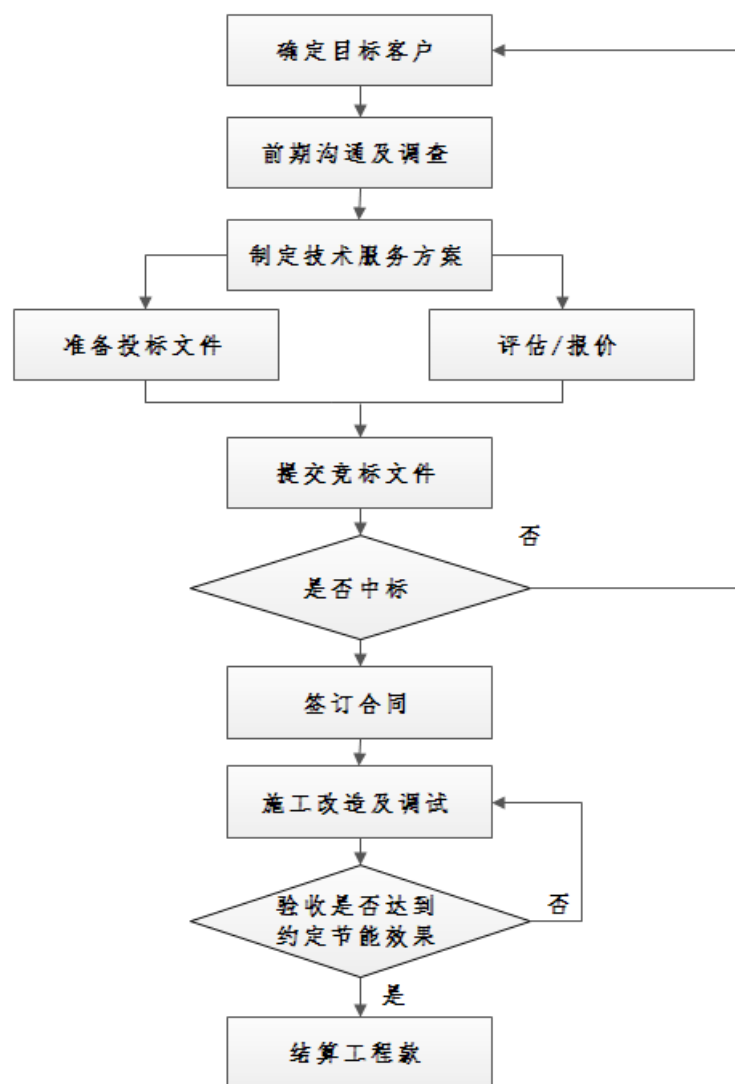 确定目标客户
前期沟通及调查
制定技术服务方案
准备投标文件
评估/报价
提交竞标文件
否
是否中标
签订合同
施工改造及调试
验收是否达到
约定节能效果
否
是
结算工程款